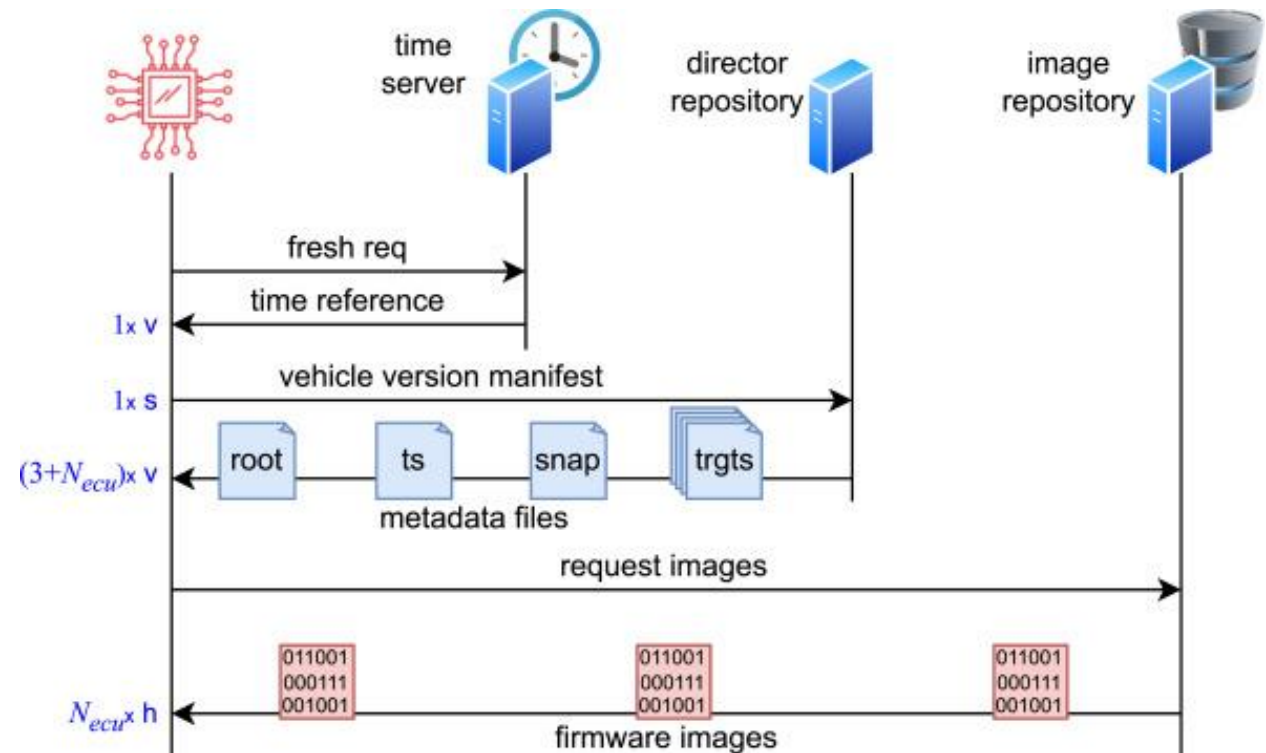 time
server
director
repository
image
repository
fresh req
time reference
1x v
vehicle version manifest
1x s
root
ts
snap
trgts
(3+N_ecu)x v
metadata files
request images
011001
000111
001001
011001
000111
001001
011001
000111
001001
N_ecux h
firmware images